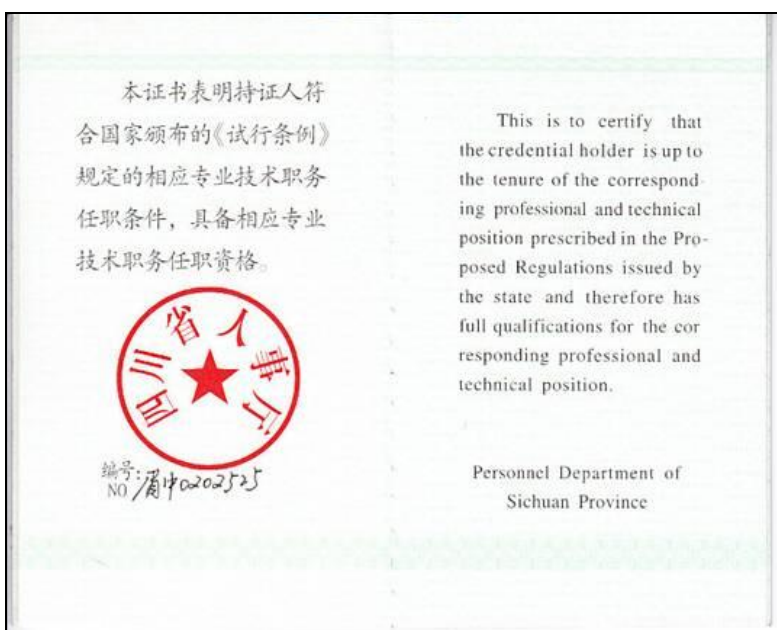 本证书表明持证人符
合国家颁布的《试行条例》
规定的相应专业技术职务
任职条件，具备相应专业
技术职务任职资格。
四川省人事厅
编号:
NO 省中0202525
This is to certify that
the credential holder is up to
the tenure of the correspond-
ing professional and technical
position prescribed in the Pro-
posed Regulations issued by
the state and therefore has
full qualifications for the cor
responding professional and
technical position.
Personnel Department of
Sichuan Province